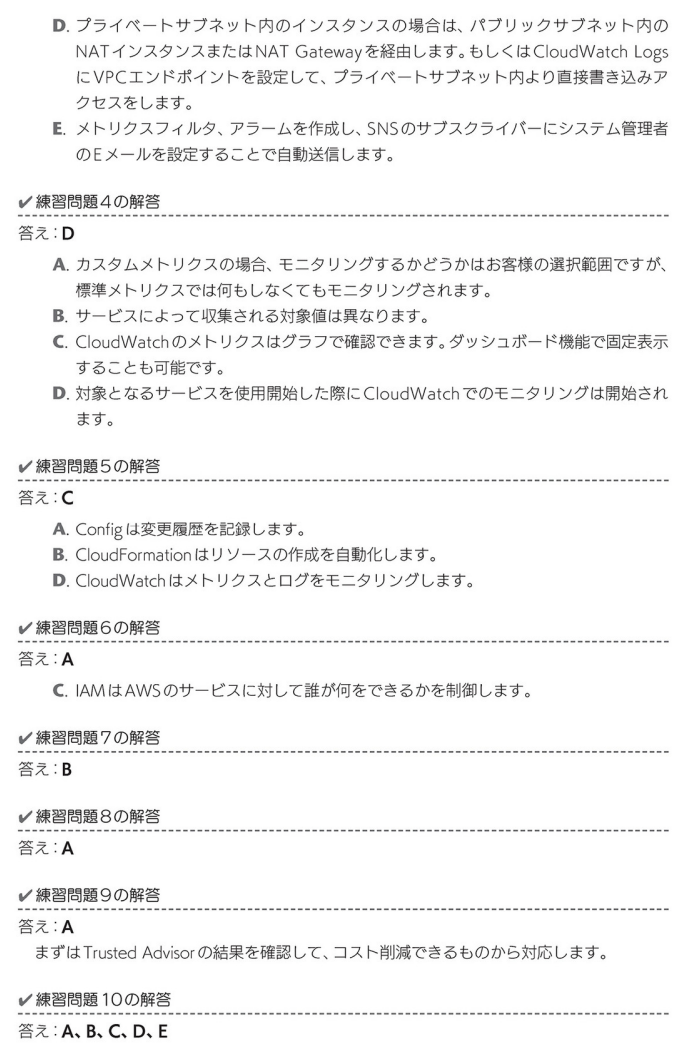 D. プライベートサブネット内のインスタンスの場合は、パブリックサブネット内の
NATインスタンスまたはNAT Gatewayを経由します。もしくはCloudWatch Logs
にVPCエンドポイントを設定して、プライベートサブネット内より直接書き込みア
クセスをします。
E. メトリクスフィルタ、アラームを作成し、SNSのサブスクライバーにシステム管理者
のEメールを設定することで自動送信します。
✔練習問題4の解答
答え：D
A. カスタムメトリクスの場合、モニタリングするかどうかはお客様の選択範囲ですが、
標準メトリクスでは何もしなくてもモニタリングされます。
B. サービスによって収集される対象値は異なります。
C. CloudWatchのメトリクスはグラフで確認できます。ダッシュボード機能で固定表示
することも可能です。
D. 対象となるサービスを使用開始した際にCloudWatchでのモニタリングは開始され
ます。
✔練習問題5の解答
答え：C
A. Configは変更履歴を記録します。
B. CloudFormationはリソースの作成を自動化します。
D. CloudWatchはメトリクスとログをモニタリングします。
✔練習問題6の解答
答え：A
C. IAMはAWSのサービスに対して誰が何をできるかを制御します。
✔練習問題7の解答
答え：B
✔練習問題8の解答
答え：A
✔練習問題9の解答
答え：A
まずはTrusted Advisorの結果を確認して、コスト削減できるものから対応します。
✔練習問題10の解答
答え：A、B、C、D、E